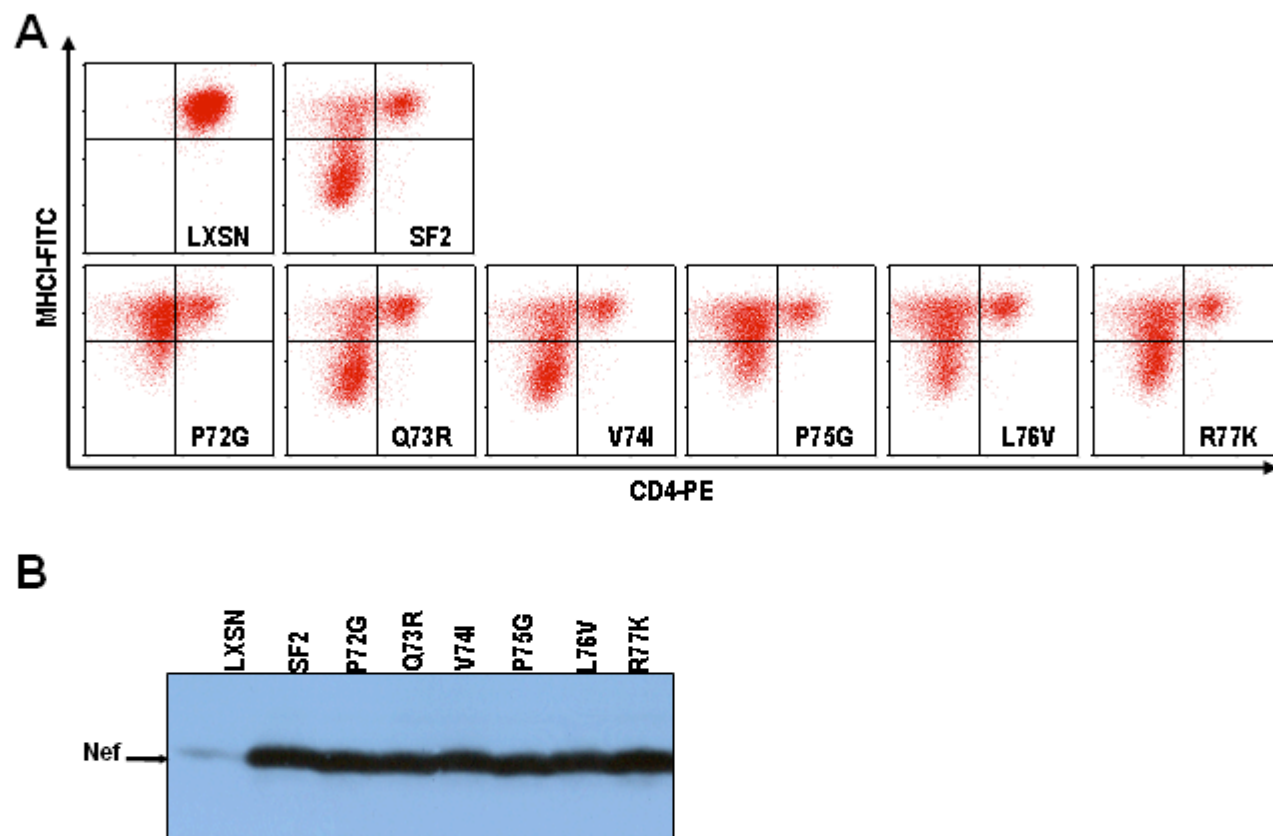 A
MHCI-FITC
LXSN
SF2
P72G
Q73R
V74I
P75G
L76V
R77K
CD4-PE
B
LXSN
SF2
P72G
Q73R
V74I
P75G
L76V
R77K
Nef